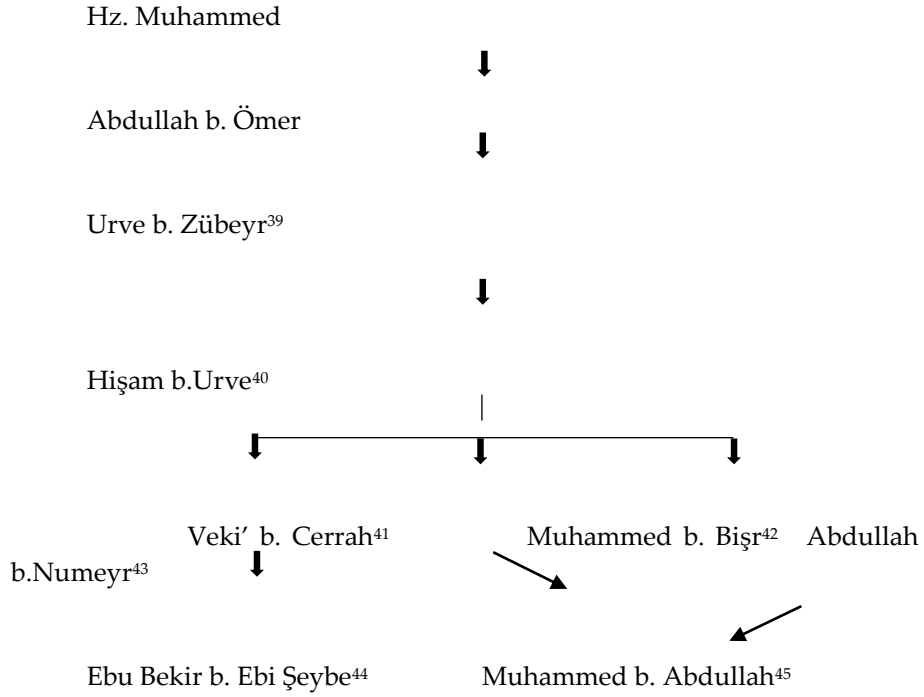 Hz. Muhammed
Abdullah b. Ömer
Urve b. Zübeyr³⁹
Hişam b.Urve⁴⁰
Veki' b. Cerrah⁴¹ Muhammed b. Bişr⁴² Abdullah
b.Numeyr⁴³
Ebu Bekir b. Ebi Şeybe⁴⁴ Muhammed b. Abdullah⁴⁵